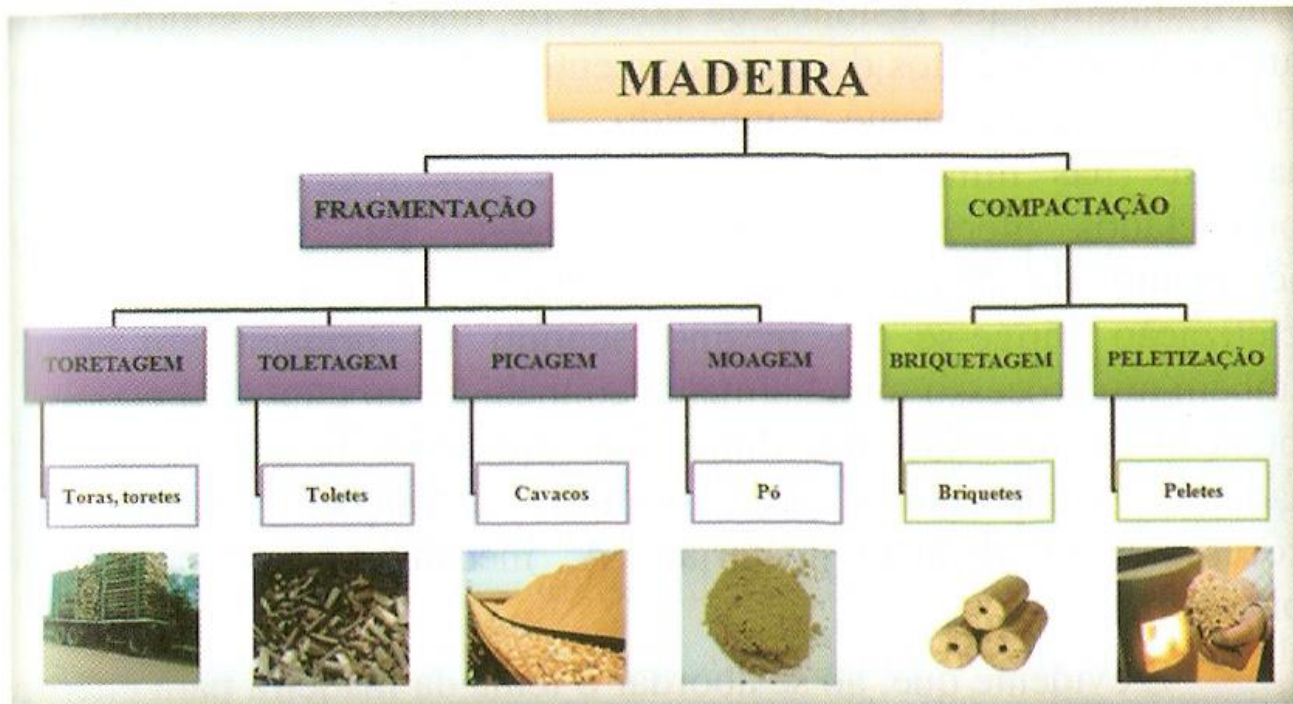 MADEIRA
FRAGMENTAÇÃO
COMPACTAÇÃO
TORETAGEM
TOLETAGEM
PICAGEM
MOAGEM
BRIQUETAGEM
PELETIZAÇÃO
Toras, toretes
Toletes
Cavacos
Pó
Briquetes
Peletes